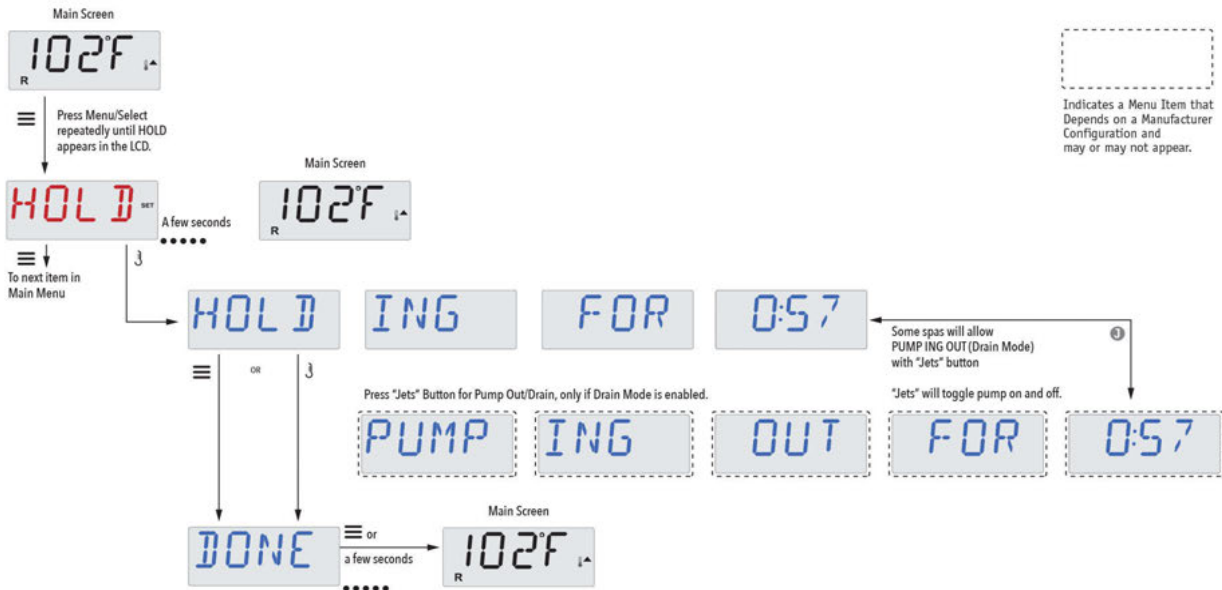 Main Screen
102°F
R
Press Menu/Select
repeatedly until HOLD
appears in the LCD.
Indicates a Menu Item that
Depends on a Manufacturer
Configuration and
may or may not appear.
Main Screen
HOLD SET
A few seconds
102°F
R
To next item in
Main Menu
HOLD ING FOR 0:57
Some spas will allow
PUMP ING OUT (Drain Mode)
with "Jets" button
J
OR
Press "Jets" Button for Pump Out/Drain, only if Drain Mode is enabled.
"Jets" will toggle pump on and off.
PUMP ING OUT FOR 0:57
Main Screen
DONE
or
a few seconds
102°F
R